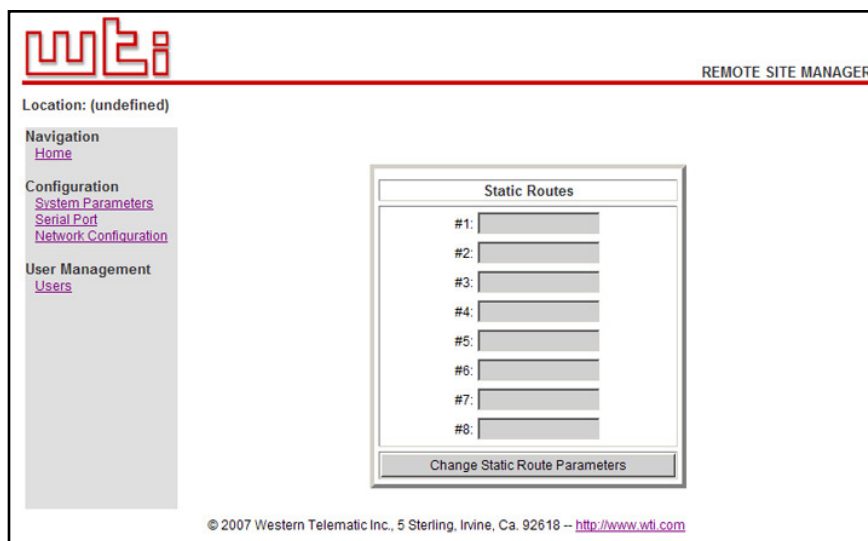 wti
REMOTE SITE MANAGER
Location: (undefined)
Navigation
Home
Configuration
System Parameters
Serial Port
Network Configuration
User Management
Users
Static Routes
#1:
#2:
#3:
#4:
#5:
#6:
#7:
#8:
Change Static Route Parameters
© 2007 Western Telematic Inc., 5 Sterling, Irvine, Ca. 92618 -- http://www.wti.com